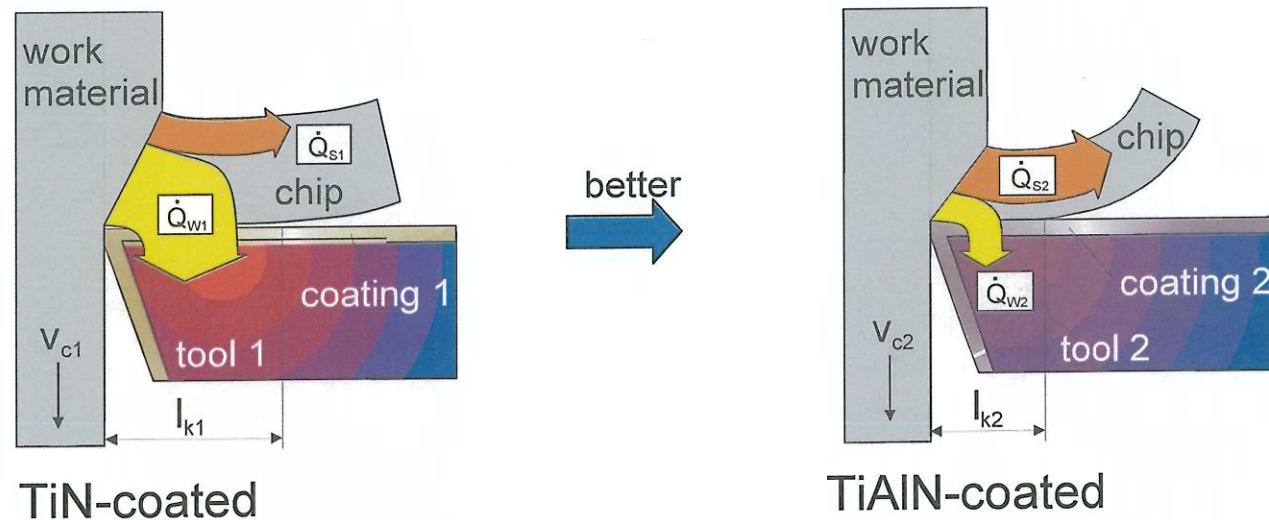 work
material
Q̇S1
chip
Q̇W1
coating 1
vc1
tool 1
lk1
TiN-coated
better
work
material
chip
Q̇S2
Q̇W2
coating 2
vc2
tool 2
lk2
TiAlN-coated